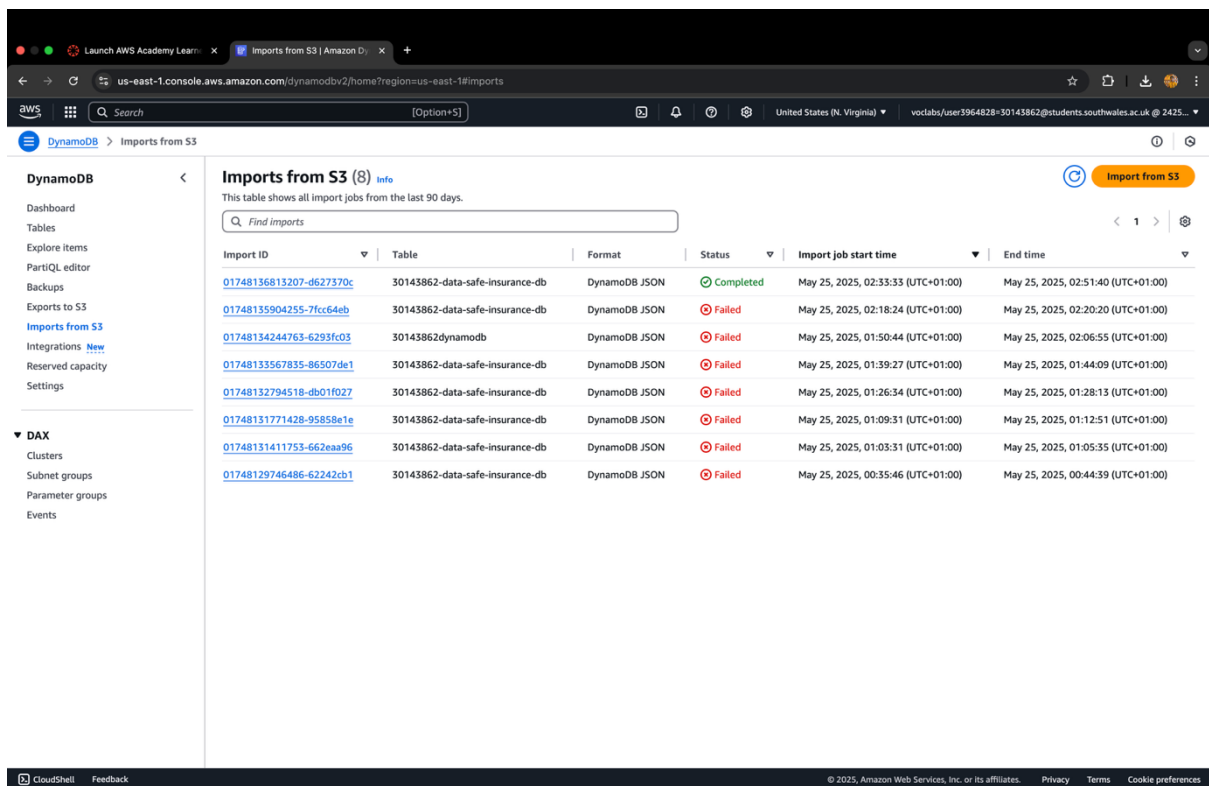 Launch AWS Academy Learne
Imports from S3 | Amazon Dy
us-east-1.console.aws.amazon.com/dynamodbv2/home?region=us-east-1#imports
aws Search [Option+S] United States (N. Virginia) voclabs/user3964828=30143862@students.southwales.ac.uk @ 2425...
DynamoDB > Imports from S3
DynamoDB
Dashboard
Tables
Explore items
PartiQL editor
Backups
Exports to S3
Imports from S3
Integrations New
Reserved capacity
Settings
DAX
Clusters
Subnet groups
Parameter groups
Events
Imports from S3 (8) Info
Import from S3
This table shows all import jobs from the last 90 days.
Find imports
1
Import ID Table Format Status Import job start time End time
01748136813207-d627370c 30143862-data-safe-insurance-db DynamoDB JSON Completed May 25, 2025, 02:33:33 (UTC+01:00) May 25, 2025, 02:51:40 (UTC+01:00)
01748135904255-7fcc64eb 30143862-data-safe-insurance-db DynamoDB JSON Failed May 25, 2025, 02:18:24 (UTC+01:00) May 25, 2025, 02:20:20 (UTC+01:00)
01748134244763-6293fc03 30143862dynamodb DynamoDB JSON Failed May 25, 2025, 01:50:44 (UTC+01:00) May 25, 2025, 02:06:55 (UTC+01:00)
01748133567835-86507de1 30143862-data-safe-insurance-db DynamoDB JSON Failed May 25, 2025, 01:39:27 (UTC+01:00) May 25, 2025, 01:44:09 (UTC+01:00)
01748132794518-db01f027 30143862-data-safe-insurance-db DynamoDB JSON Failed May 25, 2025, 01:26:34 (UTC+01:00) May 25, 2025, 01:28:13 (UTC+01:00)
01748131771428-95858e1e 30143862-data-safe-insurance-db DynamoDB JSON Failed May 25, 2025, 01:09:31 (UTC+01:00) May 25, 2025, 01:12:51 (UTC+01:00)
01748131411753-662eaa96 30143862-data-safe-insurance-db DynamoDB JSON Failed May 25, 2025, 01:03:31 (UTC+01:00) May 25, 2025, 01:05:35 (UTC+01:00)
01748129746486-62242cb1 30143862-data-safe-insurance-db DynamoDB JSON Failed May 25, 2025, 00:35:46 (UTC+01:00) May 25, 2025, 00:44:39 (UTC+01:00)
CloudShell Feedback © 2025, Amazon Web Services, Inc. or its affiliates. Privacy Terms Cookie preferences